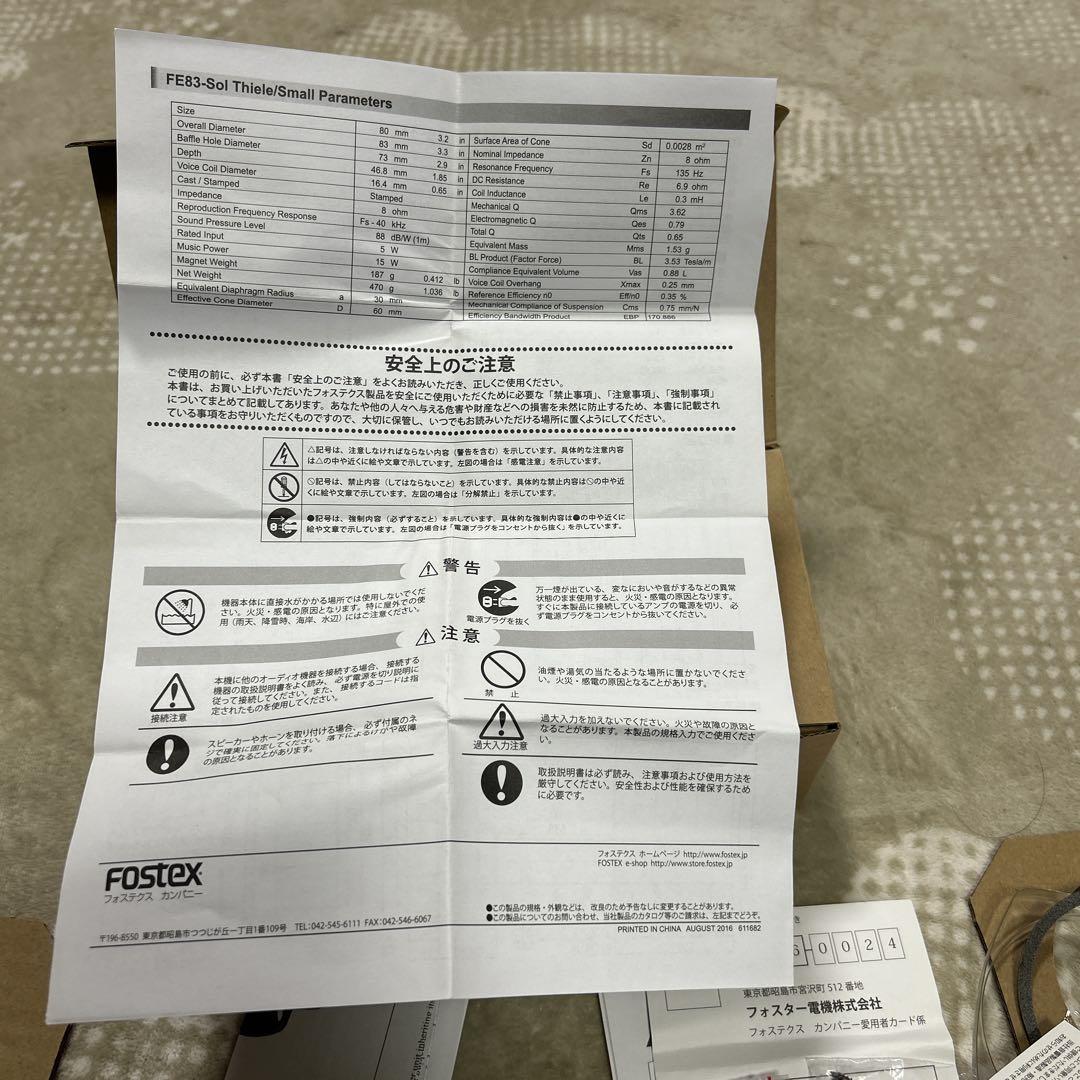 FE83-Sol Thiele/Small Parameters
Size 80 mm 3.2 in
Overall Diameter 83 mm 3.3 in
Baffle Hole Diameter 73 mm 2.9 in
Depth 46.8 mm 1.85 in
Voice Coil Diameter 16.4 mm 0.65 in
Cast / Stamped Stamped
Impedance 8 ohm
Reproduction Frequency Response Fs - 40 kHz
Sound Pressure Level 88 dB/W (1m)
Rated Input 5 W
Music Power 15 W
Magnet Weight 187 g 0.412 lb
Net Weight 470 g 1.036 lb
Equivalent Diaphragm Radius a 30 mm
Effective Cone Diameter D 60 mm
Surface Area of Cone Sd 0.0028 m²
Nominal Impedance Zn 8 ohm
Resonance Frequency Fs 135 Hz
DC Resistance Re 6.9 ohm
Coil Inductance Le 0.3 mH
Mechanical Q Qms 3.62
Electromagnetic Q Qes 0.79
Total Q Qts 0.65
Equivalent Mass Mms 1.53 g
BL Product (Factor Force) BL 3.53 Tesla/m
Compliance Equivalent Volume Vas 0.88 L
Voice Coil Overhang Xmax 0.25 mm
Reference Efficiency n0 Eff/n0 0.35 %
Mechanical Compliance of Suspension Cms 0.75 mm/N
Efficiency Bandwidth Product EBP 170.886
安全上のご注意
ご使用の前に、必ず本書「安全上のご注意」をよくお読みいただき、正しくご使用ください。
本書は、お買い上げいただいたフォステクス製品を安全にご使用いただくために必要な「禁止事項」、「注意事項」、「強制事項」
についてまとめて記載してあります。あなたや他の人々へ与える危害や財産などへの損害を未然に防止するため、本書に記載され
ている事項をお守りいただくものですので、大切に保管し、いつでもお読みいただける場所に置くようにしてください。
△記号は、注意しなければならない内容（警告を含む）を示しています。具体的な注意内容
は△の中や近くに絵や文章で示しています。左図の場合は「感電注意」を示しています。
⃠記号は、禁止内容（してはならないこと）を示しています。具体的な禁止内容は⃠の中や近
くに絵や文章で示しています。左図の場合は「分解禁止」を示しています。
●記号は、強制内容（必ずすること）を示しています。具体的な強制内容は●の中や近くに
絵や文章で示しています。左図の場合は「電源プラグをコンセントから抜く」を示しています。
警告
機器本体に直接水がかかる場所では使用しないでくだ
さい。火災・感電の原因となります。特に屋外での使
用（雨天、降雪時、海岸、水辺）にはご注意ください。
電源プラグを抜く
万一煙が出ている、変なにおいや音がするなどの異常
状態のまま使用すると、火災・感電の原因となります。
すぐに本製品に接続しているアンプの電源を切り、必
ず電源プラグをコンセントから抜いてください。
注意
接続注意
本機に他のオーディオ機器を接続する場合、接続する
機器の取扱説明書をよく読み、必ず電源を切り説明に
従って接続してください。また、接続するコードは指
定されたものを使用してください。
スピーカーやホーンを取り付ける場合、必ず付属のネ
ジで確実に固定してください。落下によるけがや故障
の原因となることがあります。
禁　止
油煙や湯気の当たるような場所に置かないでくださ
い。火災・感電の原因となることがあります。
過大入力注意
過大入力を加えないでください。火災や故障の原因と
なることがあります。本製品の規格入力でご使用くださ
い。
取扱説明書は必ず読み、注意事項および使用方法を
厳守してください。安全性および性能を確保するため
に必要です。
Fostex
フォステクス カンパニー
フォステクス ホームページ http://www.fostex.jp
FOSTEX e-shop http://www.store.fostex.jp
〒196-8550 東京都昭島市つつじが丘一丁目1番109号 TEL:042-545-6111 FAX:042-546-6067
●この製品の規格・外観などは、改良のため予告なしに変更することがあります。
●この製品についてのお問い合わせ、当社製品のカタログ等のご請求は、左記までどうぞ。
PRINTED IN CHINA AUGUST 2016 611682
6-0024
東京都昭島市宮沢町 512 番地
フォスター電機株式会社
フォステクス カンパニー愛用者カード係
inheriting